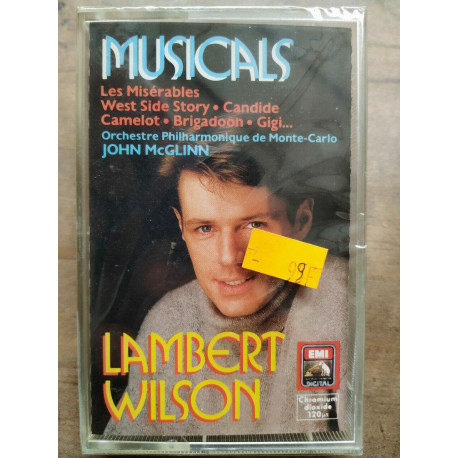 MUSICALS
Les Misérables
West Side Story • Candide
Camelot • Brigadoon • Gigi...
Orchestre Philharmonique de Monte-Carlo
JOHN McGLINN
99F
LAMBERT
WILSON
EMI
DIGITAL
Chromium
dioxide
120µs